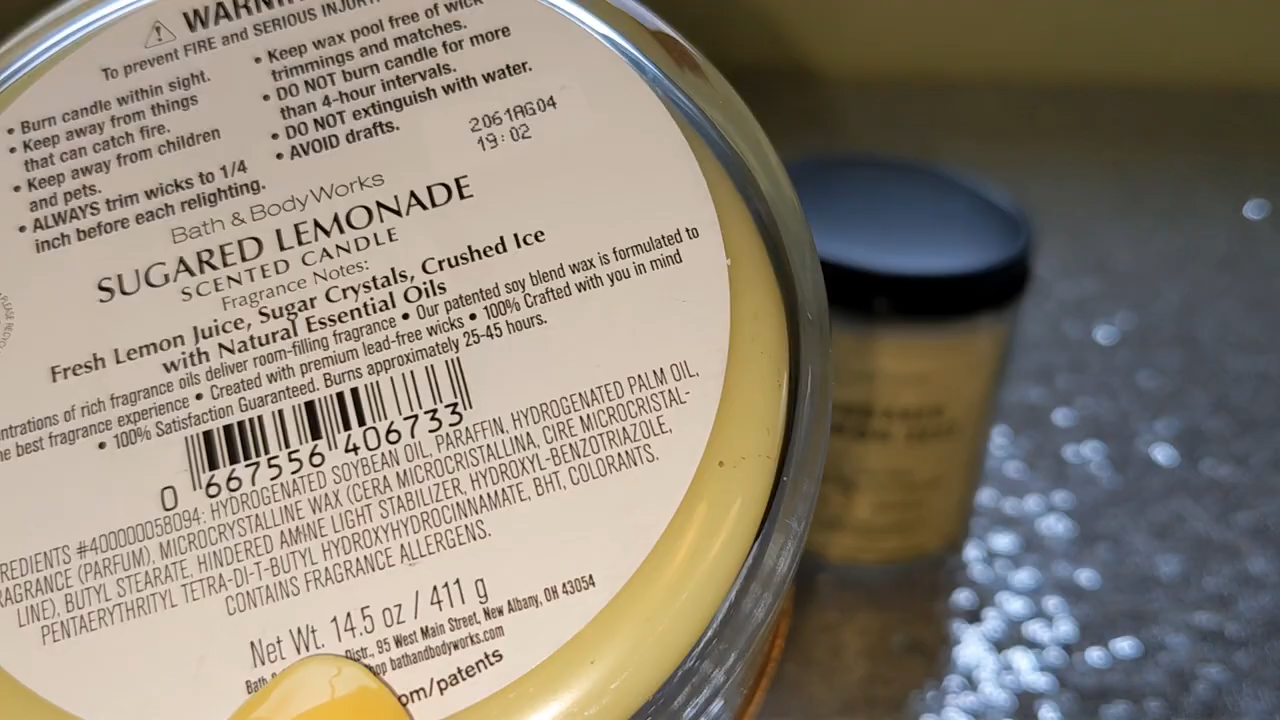 WARNIN
To prevent FIRE and SERIOUS INJUR
• Burn candle within sight.
• Keep away from things
that can catch fire.
• Keep away from children
and pets.
• ALWAYS trim wicks to 1/4
inch before each relighting.
• Keep wax pool free of wick
trimmings and matches.
• DO NOT burn candle for more
than 4-hour intervals.
• DO NOT extinguish with water.
• AVOID drafts.
2061AG04
19:02
Bath & BodyWorks
SUGARED LEMONADE
SCENTED CANDLE
Fragrance Notes:
Fresh Lemon Juice, Sugar Crystals, Crushed Ice
with Natural Essential Oils
ntrations of rich fragrance oils deliver room-filling fragrance • Our patented soy blend wax is formulated to
e best fragrance experience • Created with premium lead-free wicks • 100% Crafted with you in mind
• 100% Satisfaction Guaranteed. Burns approximately 25-45 hours.
0 667556 406733
REDIENTS #400000058094: HYDROGENATED SOYBEAN OIL, PARAFFIN, HYDROGENATED PALM OIL,
RAGRANCE (PARFUM), MICROCRYSTALLINE WAX (CERA MICROCRISTALLINA, CIRE MICROCRISTAL-
LINE), BUTYL STEARATE, HINDERED AMINE LIGHT STABILIZER, HYDROXYL-BENZOTRIAZOLE,
PENTAERYTHRITYL TETRA-DI-T-BUTYL HYDROXYHYDROCINNAMATE, BHT, COLORANTS.
CONTAINS FRAGRANCE ALLERGENS.
Net Wt. 14.5 oz / 411 g
Bath Distr., 95 West Main Street, New Albany, OH 43054
hop bathandbodyworks.com
om/patents
PLEASE RECYC